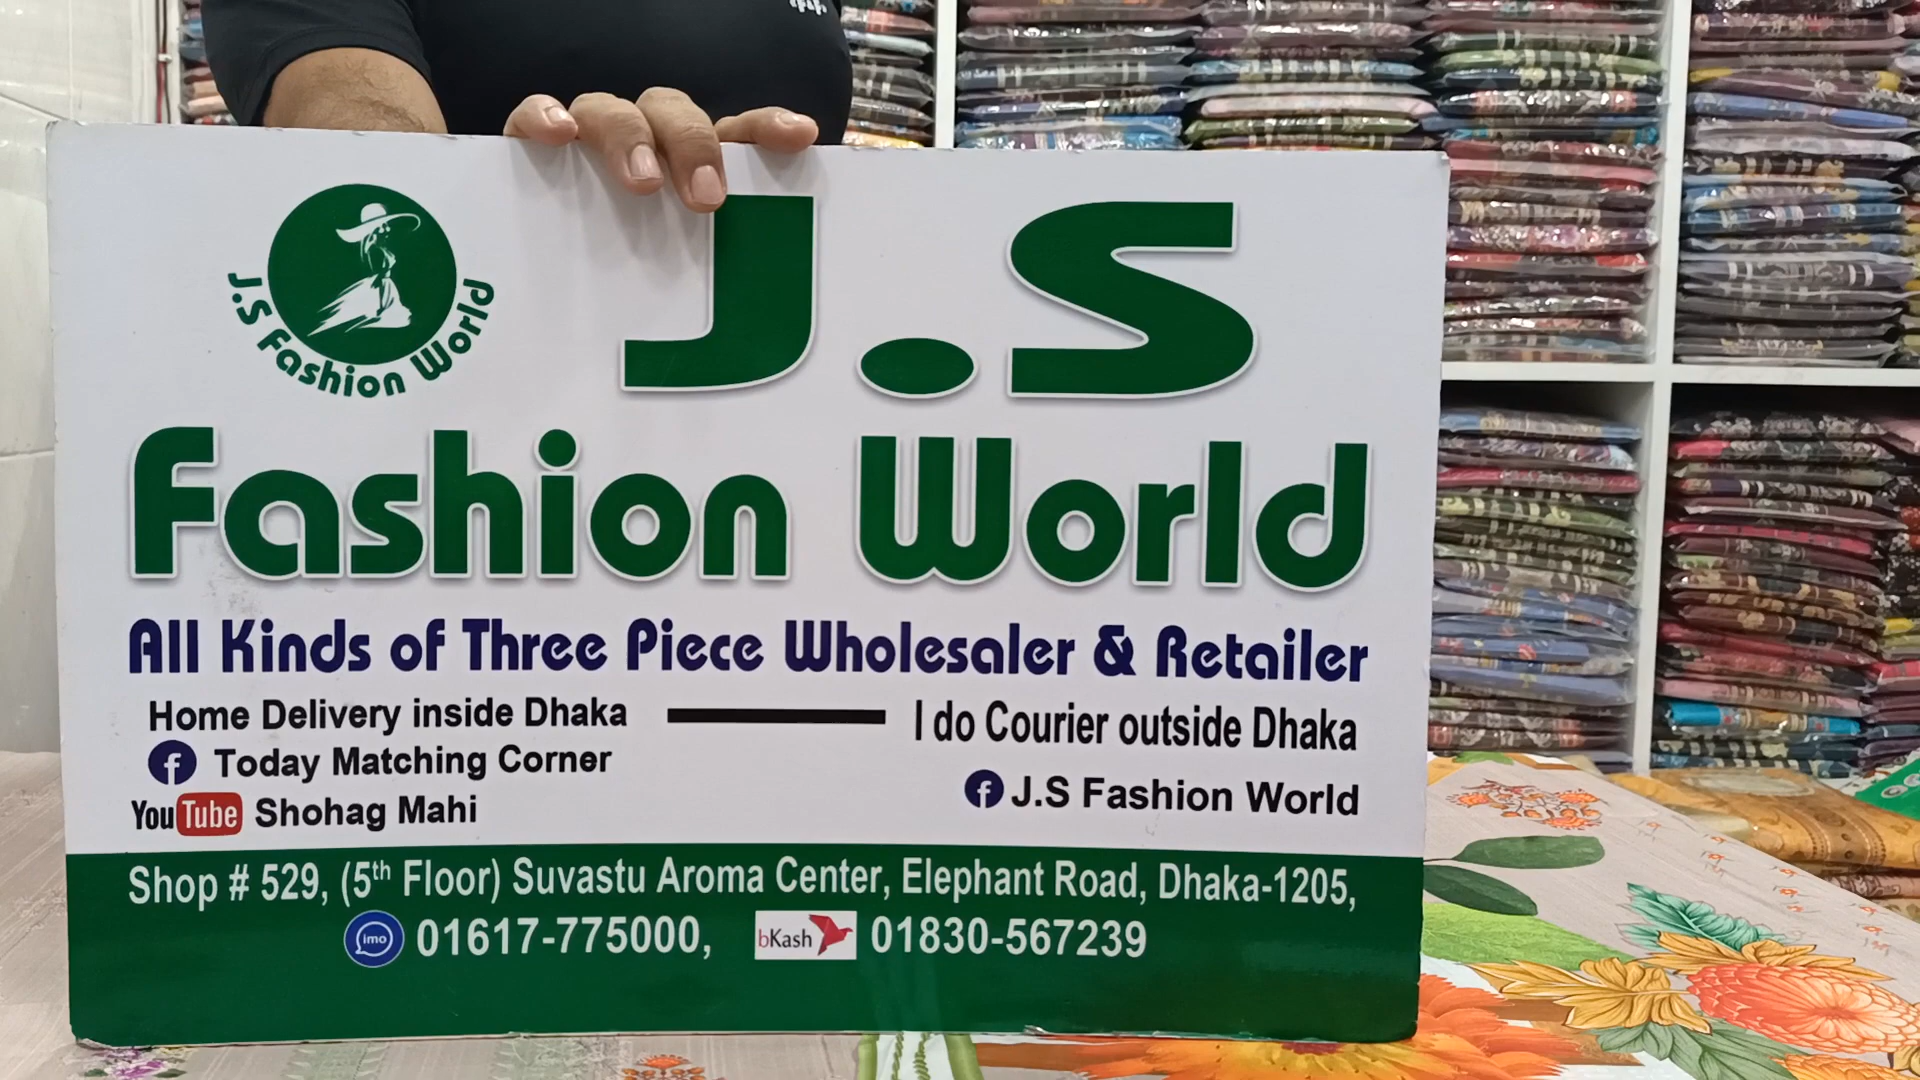 J.S Fashion World
J.S
Fashion World
All Kinds of Three Piece Wholesaler & Retailer
Home Delivery inside Dhaka
I do Courier outside Dhaka
Today Matching Corner
J.S Fashion World
YouTube Shohag Mahi
Shop # 529, (5th Floor) Suvastu Aroma Center, Elephant Road, Dhaka-1205,
imo 01617-775000, bKash 01830-567239